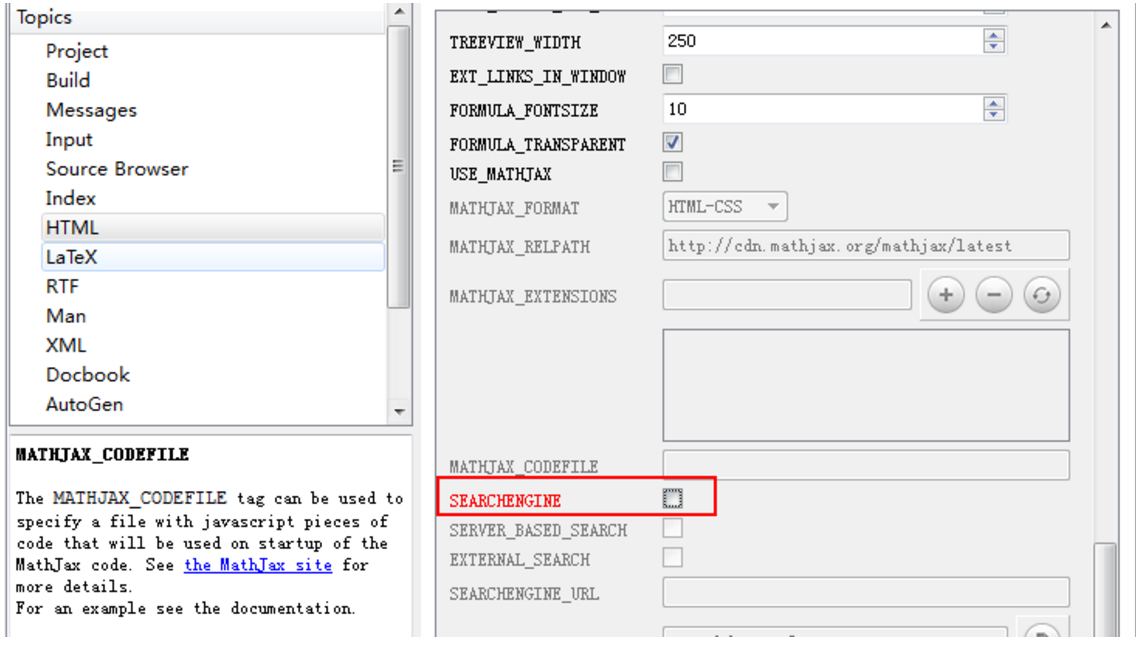 Topics
Project
Build
Messages
Input
Source Browser
Index
HTML
LaTeX
RTF
Man
XML
Docbook
AutoGen
MATHJAX_CODEFILE
The MATHJAX_CODEFILE tag can be used to
specify a file with javascript pieces of
code that will be used on startup of the
MathJax code. See the MathJax site for
more details.
For an example see the documentation.
TREEVIEW_WIDTH 250
EXT_LINKS_IN_WINDOW
FORMULA_FONTSIZE 10
FORMULA_TRANSPARENT
USE_MATHJAX
MATHJAX_FORMAT HTML-CSS
MATHJAX_RELPATH http://cdn.mathjax.org/mathjax/latest
MATHJAX_EXTENSIONS
MATHJAX_CODEFILE
SEARCHENGINE
SERVER_BASED_SEARCH
EXTERNAL_SEARCH
SEARCHENGINE_URL